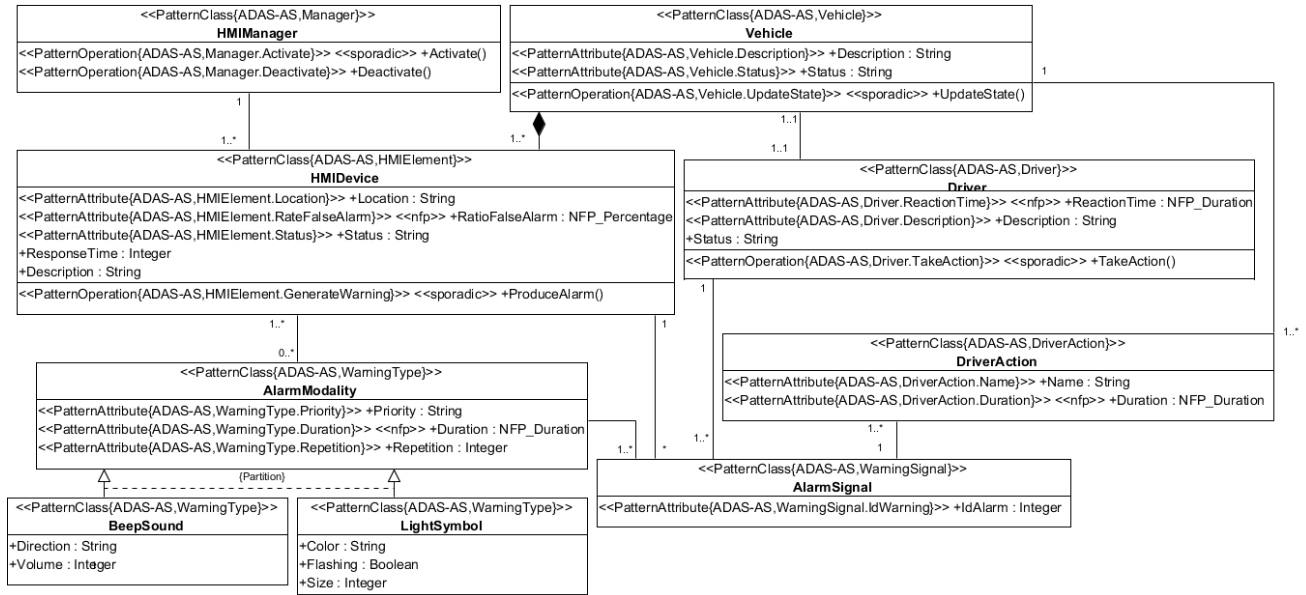 <<PatternClass{ADAS-AS,Manager}>>
HMIManager
<<PatternOperation{ADAS-AS,Manager.Activate}>> <<sporadic>> +Activate()
<<PatternOperation{ADAS-AS,Manager.Deactivate}>> +Deactivate()
<<PatternClass{ADAS-AS,Vehicle}>>
Vehicle
<<PatternAttribute{ADAS-AS,Vehicle.Description}>> +Description : String
<<PatternAttribute{ADAS-AS,Vehicle.Status}>> +Status : String
<<PatternOperation{ADAS-AS,Vehicle.UpdateState}>> <<sporadic>> +UpdateState()
1
1
1..*
1..*
1..1
1..1
<<PatternClass{ADAS-AS,HMIElement}>>
HMIDevice
<<PatternAttribute{ADAS-AS,HMIElement.Location}>> +Location : String
<<PatternAttribute{ADAS-AS,HMIElement.RateFalseAlarm}>> <<nfp>> +RatioFalseAlarm : NFP_Percentage
<<PatternAttribute{ADAS-AS,HMIElement.Status}>> +Status : String
+ResponseTime : Integer
+Description : String
<<PatternOperation{ADAS-AS,HMIElement.GenerateWarning}>> <<sporadic>> +ProduceAlarm()
<<PatternClass{ADAS-AS,Driver}>>
Driver
<<PatternAttribute{ADAS-AS,Driver.ReactionTime}>> <<nfp>> +ReactionTime : NFP_Duration
<<PatternAttribute{ADAS-AS,Driver.Description}>> +Description : String
+Status : String
<<PatternOperation{ADAS-AS,Driver.TakeAction}>> <<sporadic>> +TakeAction()
1..*
0..*
1
1
1..*
<<PatternClass{ADAS-AS,DriverAction}>>
DriverAction
<<PatternAttribute{ADAS-AS,DriverAction.Name}>> +Name : String
<<PatternAttribute{ADAS-AS,DriverAction.Duration}>> <<nfp>> +Duration : NFP_Duration
<<PatternClass{ADAS-AS,WarningType}>>
AlarmModality
<<PatternAttribute{ADAS-AS,WarningType.Priority}>> +Priority : String
<<PatternAttribute{ADAS-AS,WarningType.Duration}>> <<nfp>> +Duration : NFP_Duration
<<PatternAttribute{ADAS-AS,WarningType.Repetition}>> +Repetition : Integer
1..*
*
1..*
1..*
1
{Partition}
<<PatternClass{ADAS-AS,WarningSignal}>>
AlarmSignal
<<PatternAttribute{ADAS-AS,WarningSignal.IdWarning}>> +IdAlarm : Integer
<<PatternClass{ADAS-AS,WarningType}>>
BeepSound
+Direction : String
+Volume : Integer
<<PatternClass{ADAS-AS,WarningType}>>
LightSymbol
+Color : String
+Flashing : Boolean
+Size : Integer